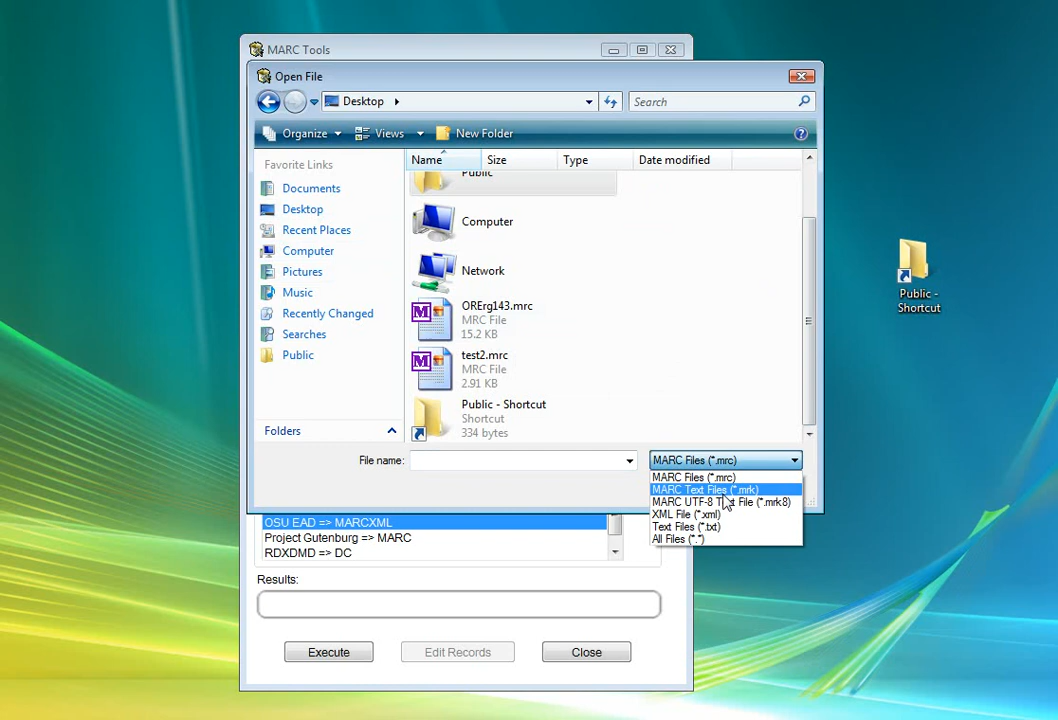 MARC Tools
Open File
Desktop
Search
Organize
Views
New Folder
Favorite Links
Documents
Desktop
Recent Places
Computer
Pictures
Music
Recently Changed
Searches
Public
Folders
Name
Size
Type
Date modified
Public
Computer
Network
ORErg143.mrc
MRC File
15.2 KB
test2.mrc
MRC File
2.91 KB
Public - Shortcut
Shortcut
334 bytes
File name:
MARC Files (*.mrc)
MARC Files (*.mrc)
MARC Text Files (*.mrk)
MARC UTF-8 Text File (*.mrk8)
XML File (*.xml)
Text Files (*.txt)
All Files (*.*)
OSU EAD => MARCXML
Project Gutenburg => MARC
RDXDMD => DC
Results:
Execute
Edit Records
Close
Public -
Shortcut